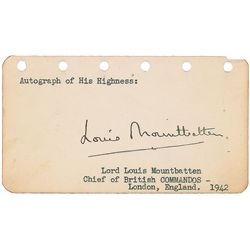 Autograph of His Highness:
Louis Mountbatten
Lord Louis Mountbatten
Chief of British COMMANDOS -
London, England. 1942